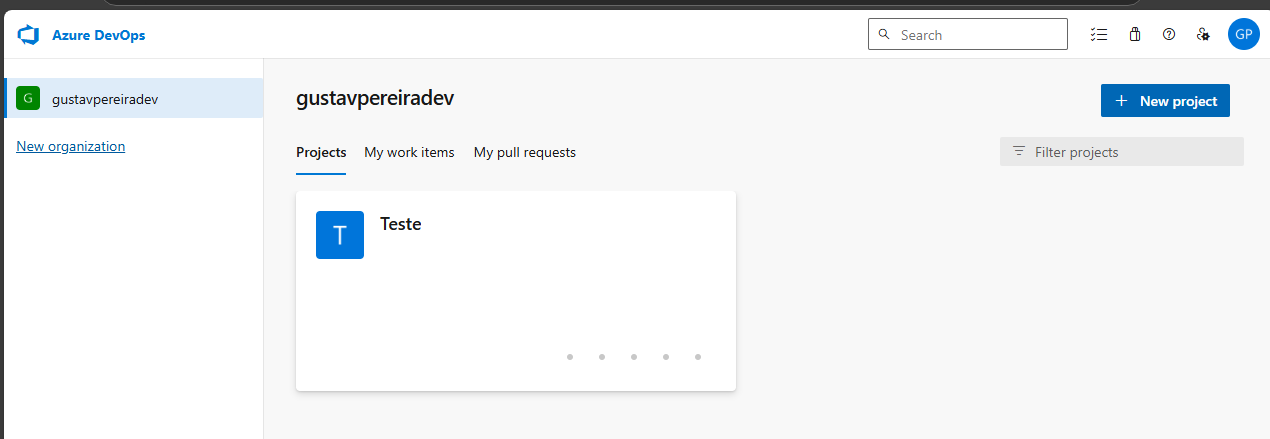 Azure DevOps
Search
GP
G
gustavpereiradev
New organization
gustavpereiradev
New project
Projects
My work items
My pull requests
Filter projects
T
Teste